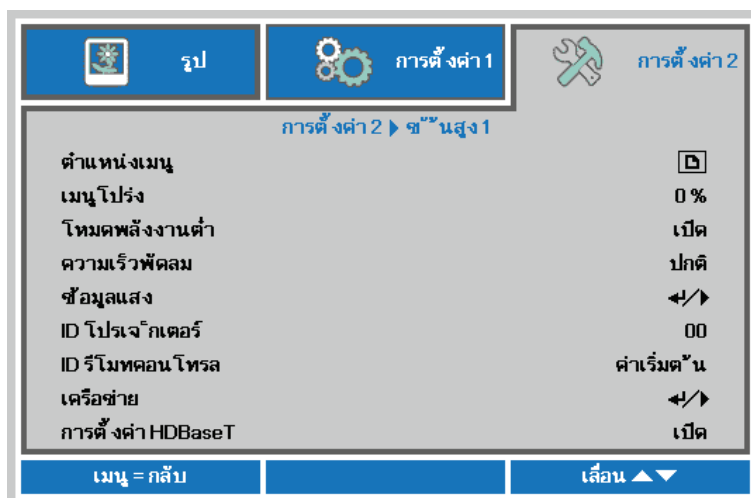 รูป
การตั้งค่า 1
การตั้งค่า 2
การตั้งค่า 2 ▶ ขั้นสูง 1
ตำแหน่งเมนู
เมนูโปร่ง 0 %
โหมดพลังงานต่ำ เปิด
ความเร็วพัดลม ปกติ
ข้อมูลแสง ↵/▶
ID โปรเจ็กเตอร์ 00
ID รีโมทคอนโทรล ค่าเริ่มต้น
เครือข่าย ↵/▶
การตั้งค่า HDBaseT เปิด
เมนู = กลับ
เลื่อน ▲▼